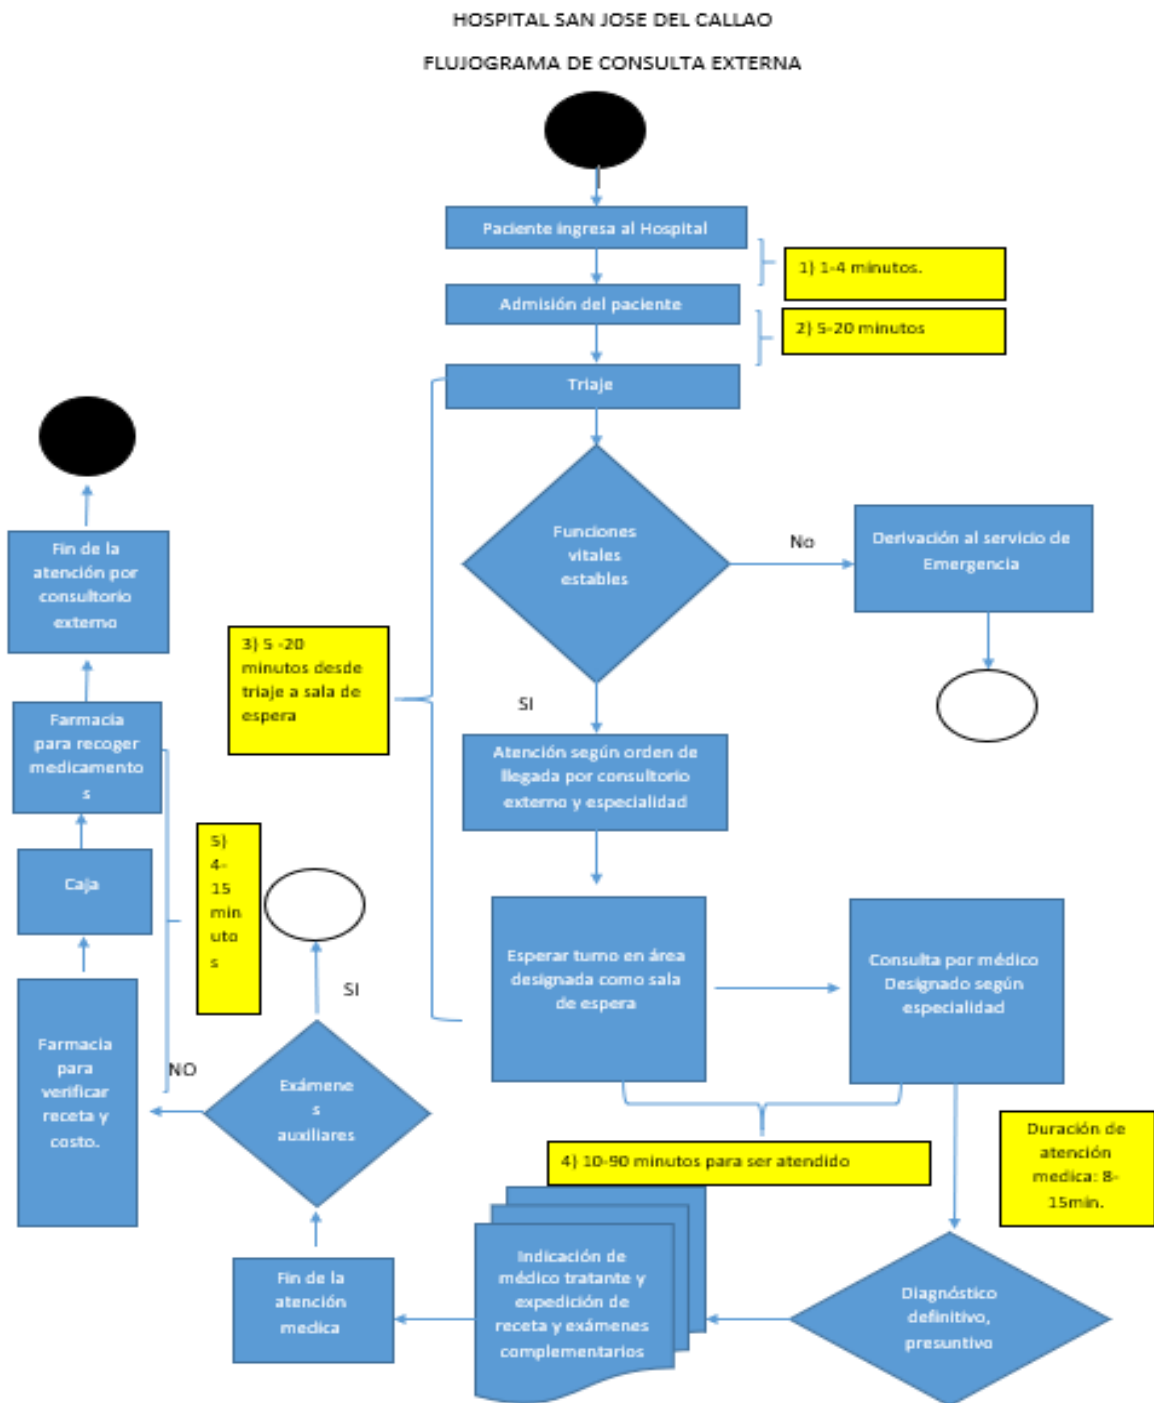 HOSPITAL SAN JOSE DEL CALLAO
FLUJOGRAMA DE CONSULTA EXTERNA
Paciente ingresa al Hospital
1) 1-4 minutos.
Admisión del paciente
2) 5-20 minutos
Triaje
Funciones
vitales
estables
No
Derivación al servicio de
Emergencia
SI
3) 5 -20
minutos desde
triaje a sala de
espera
Atención según orden de
llegada por consultorio
externo y especialidad
Esperar turno en área
designada como sala
de espera
Consulta por médico
Designado según
especialidad
4) 10-90 minutos para ser atendido
Duración de
atención
medica: 8-
15min.
Diagnóstico
definitivo,
presuntivo
Indicación de
médico tratante y
expedición de
receta y exámenes
complementarios
Fin de la
atención
medica
Exámene
s
auxiliares
SI
NO
Farmacia
para
verificar
receta y
costo.
Caja
5)
4-
15
min
uto
s
Farmacia
para recoger
medicamento
s
Fin de la
atención por
consultorio
externo